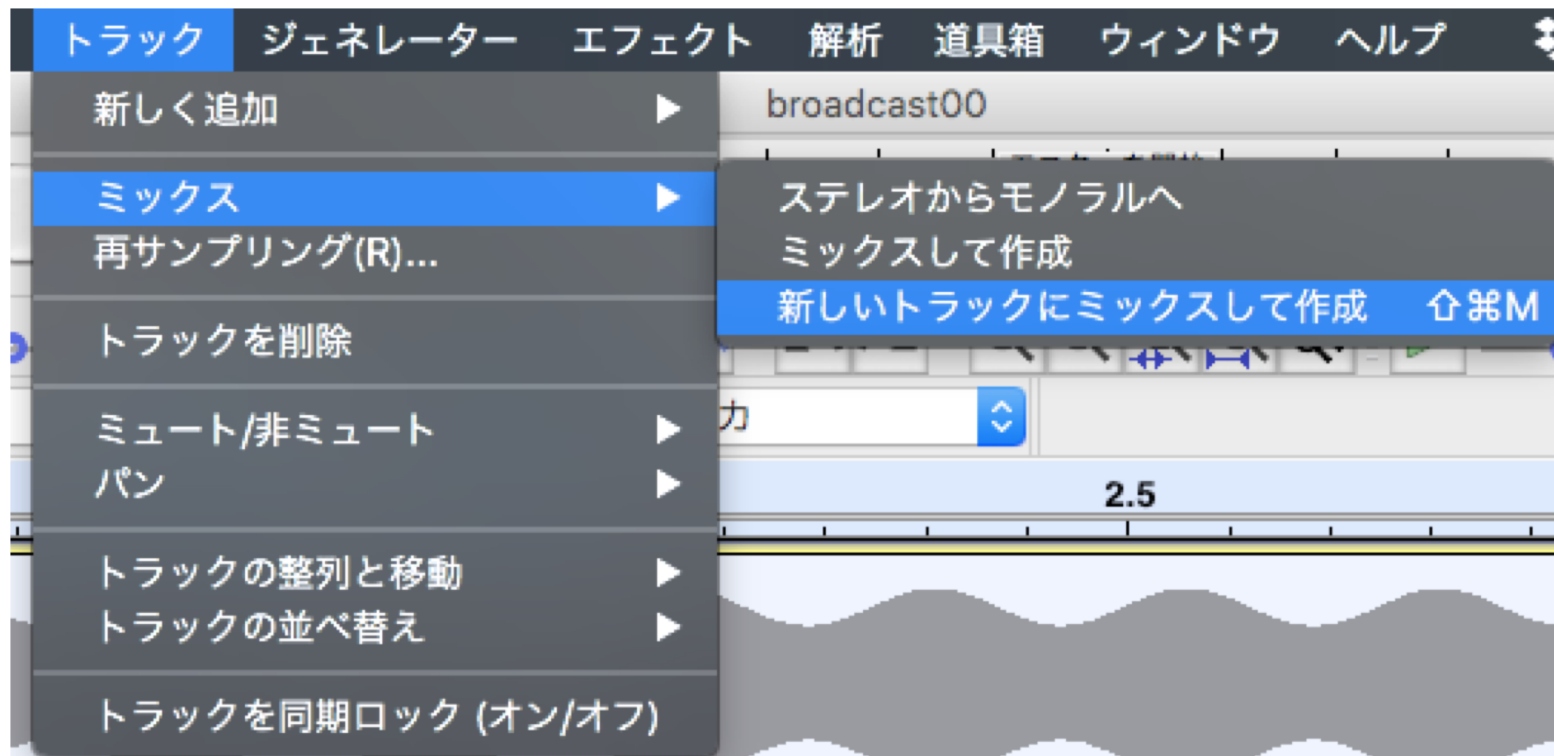 トラック ジェネレーター エフェクト 解析 道具箱 ウィンドウ ヘルプ
broadcast00
新しく追加
ミックス
再サンプリング(R)...
トラックを削除
ミュート/非ミュート
パン
トラックの整列と移動
トラックの並べ替え
トラックを同期ロック (オン/オフ)
ステレオからモノラルへ
ミックスして作成
新しいトラックにミックスして作成 ⇧⌘M
力
2.5